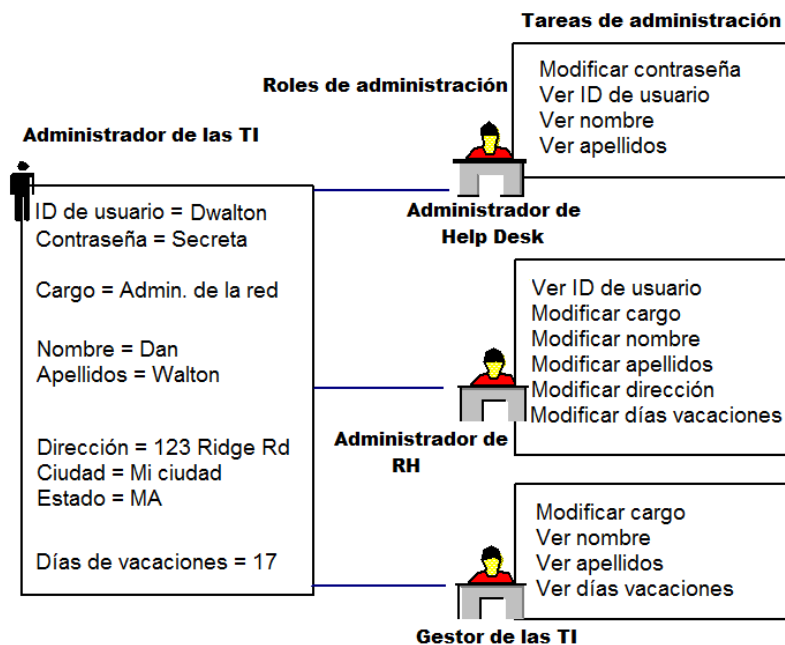 Tareas de administración
Roles de administración
Modificar contraseña
Ver ID de usuario
Ver nombre
Ver apellidos
Administrador de las TI
ID de usuario = Dwalton
Contraseña = Secreta
Cargo = Admin. de la red
Nombre = Dan
Apellidos = Walton
Dirección = 123 Ridge Rd
Ciudad = Mi ciudad
Estado = MA
Días de vacaciones = 17
Administrador de
Help Desk
Ver ID de usuario
Modificar cargo
Modificar nombre
Modificar apellidos
Modificar dirección
Modificar días vacaciones
Administrador de
RH
Modificar cargo
Ver nombre
Ver apellidos
Ver días vacaciones
Gestor de las TI